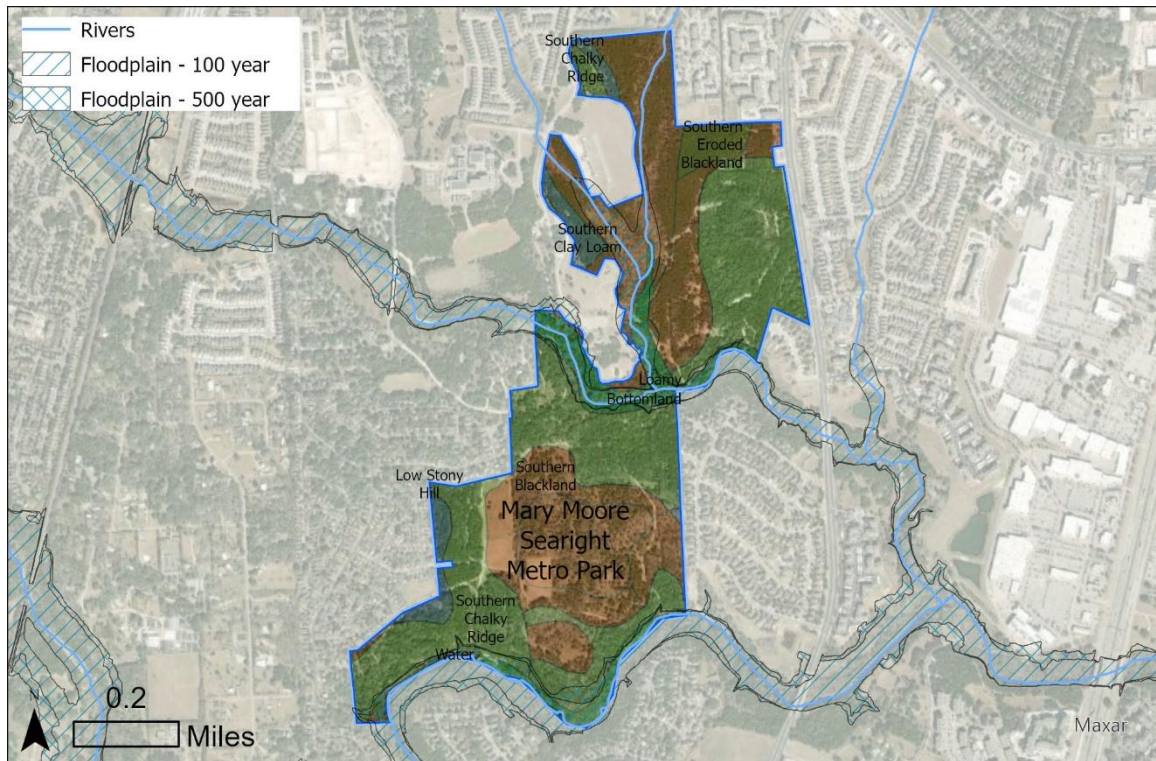 Rivers
Floodplain - 100 year
Floodplain - 500 year
Southern
Chalky
Ridge
Southern
Eroded
Blackland
Southern
Clay Loam
Loamy
Bottomland
Low Stony
Hill
Southern
Blackland
Mary Moore
Searight
Metro Park
Southern
Chalky
Ridge
Water
N
0.2
Miles
Maxar